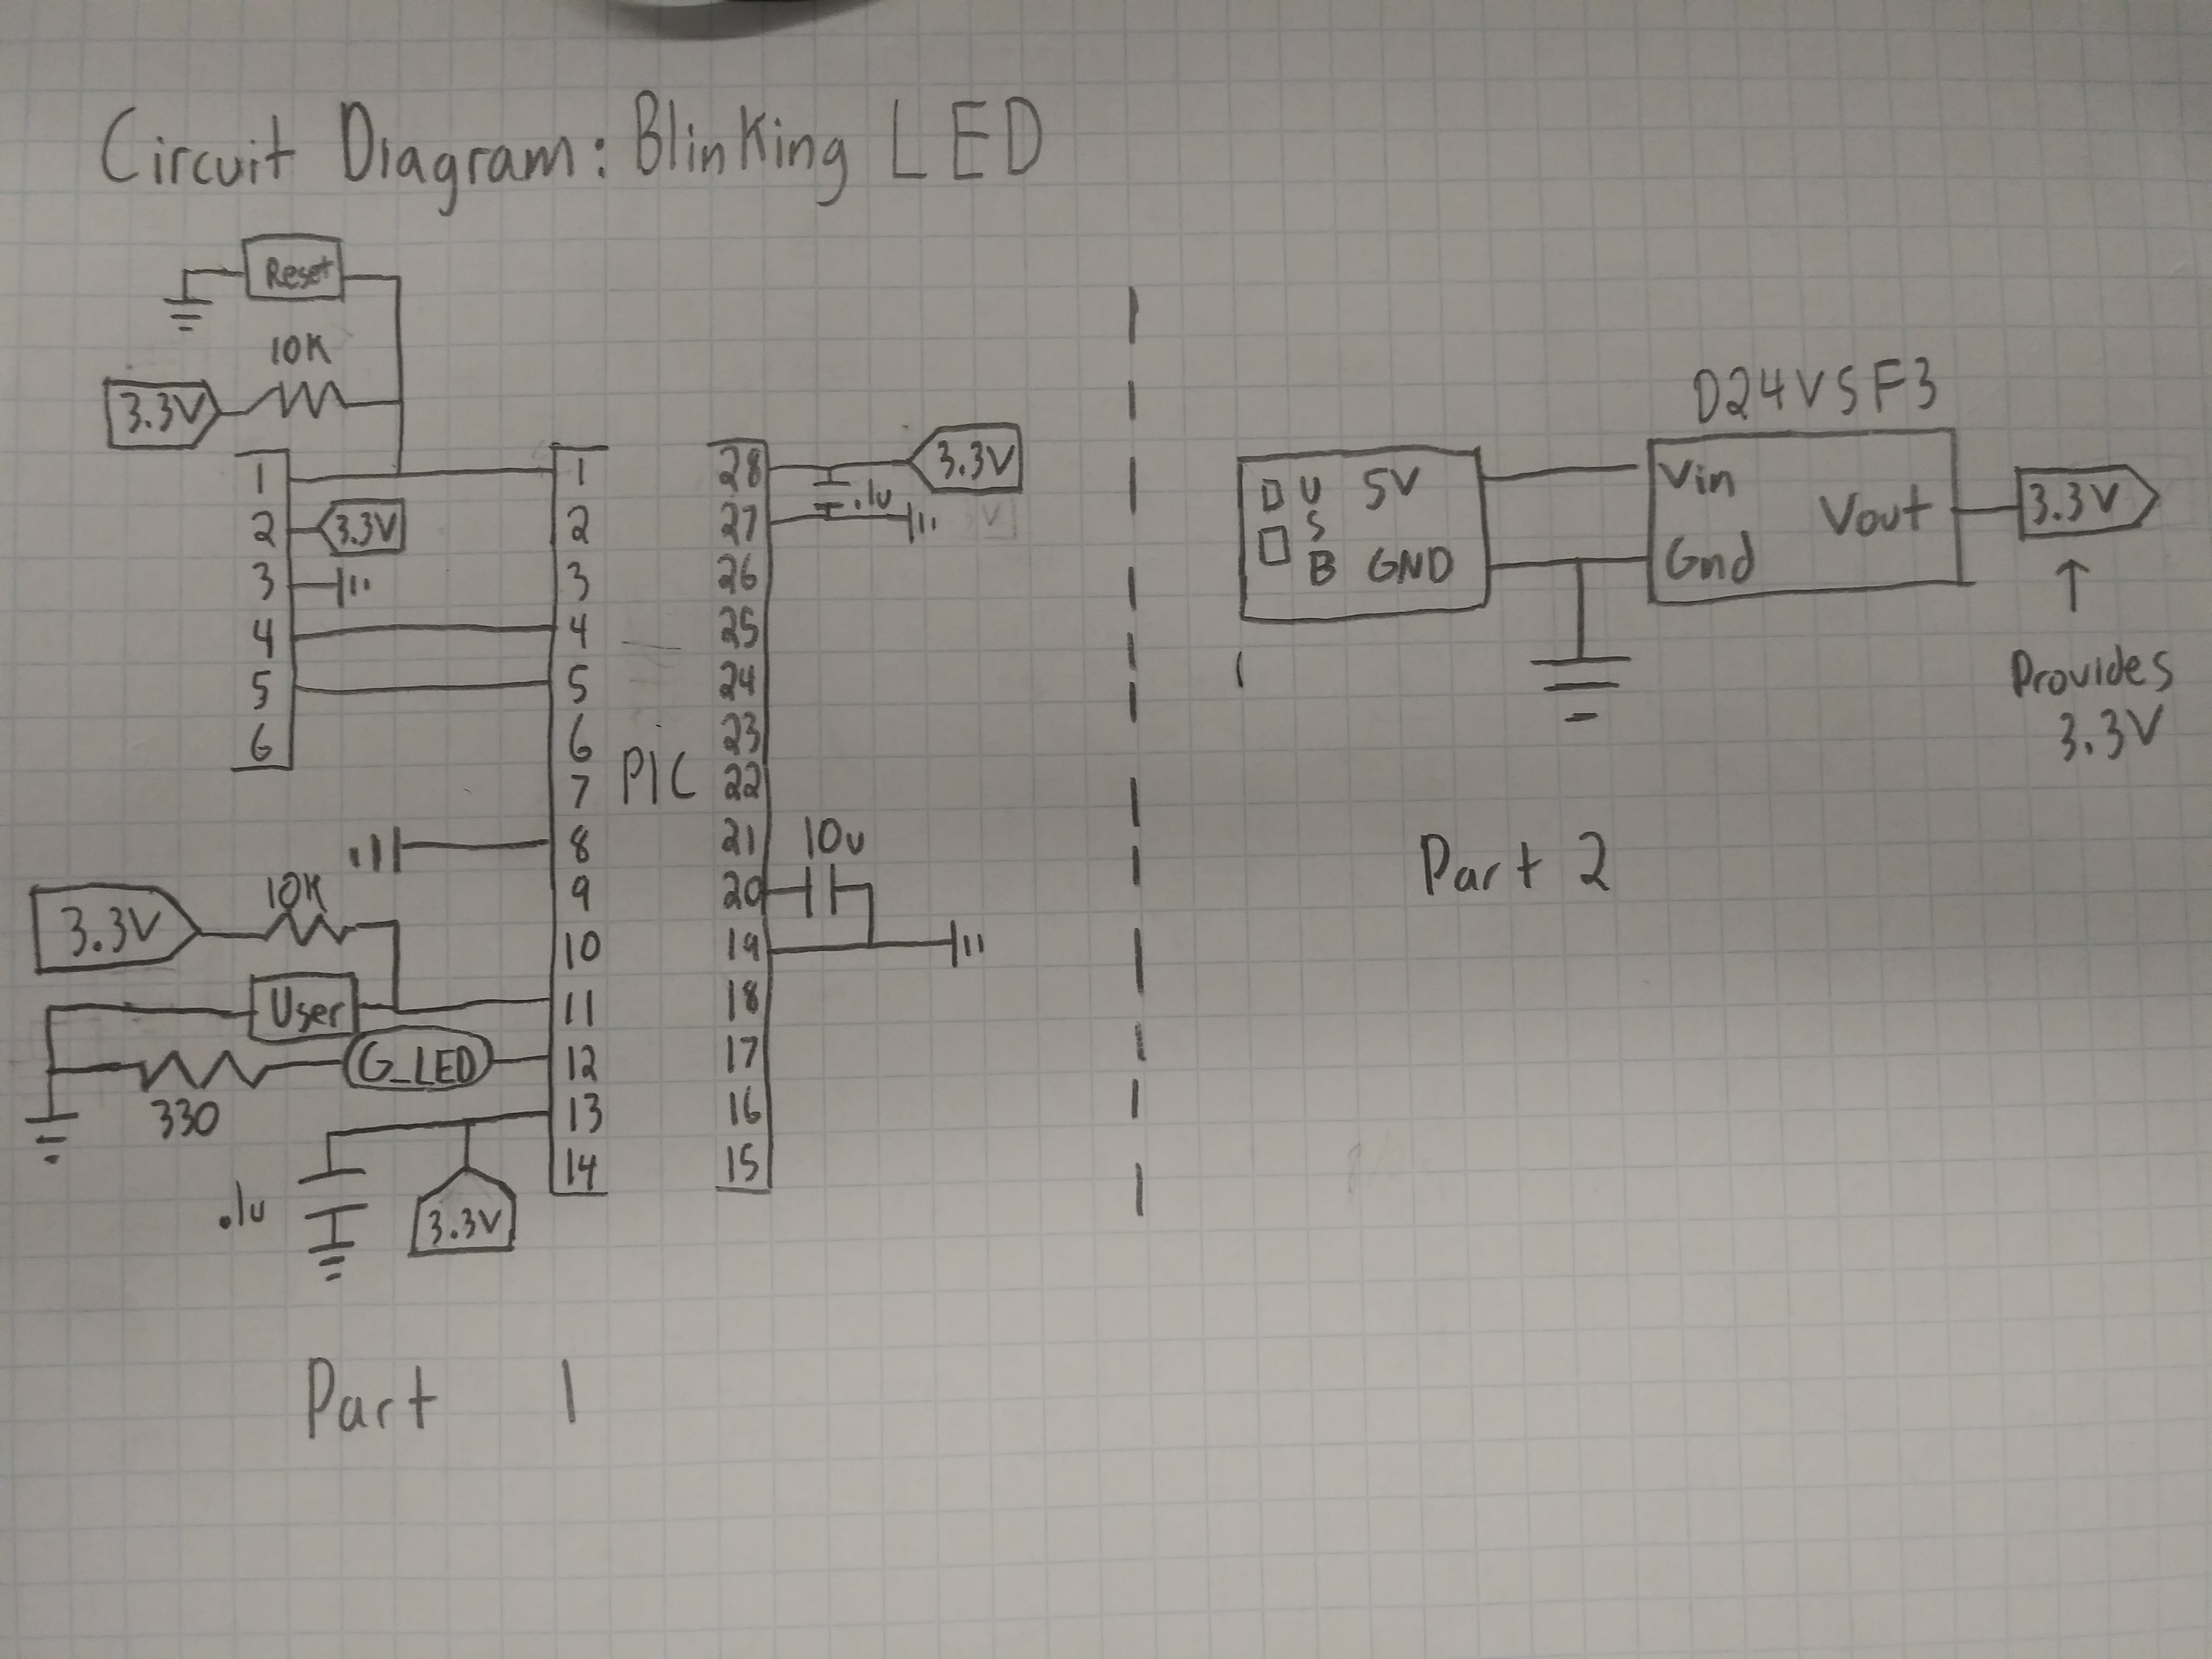 Circuit Diagram: Blinking LED
Reset
10K
3.3V
1
2
3
4
5
6
3.3V
3.3V
10K
User
330
G_LED
.1u
3.3V
1
2
3
4
5
6
7
8
9
10
11
12
13
14
PIC
28
27
26
25
24
23
22
21
20
19
18
17
16
15
.1u
3.3V
10u
Part 1
USB
5V
GND
D24V5F3
Vin
Gnd
Vout
3.3V
↑
Provides
3.3V
Part 2